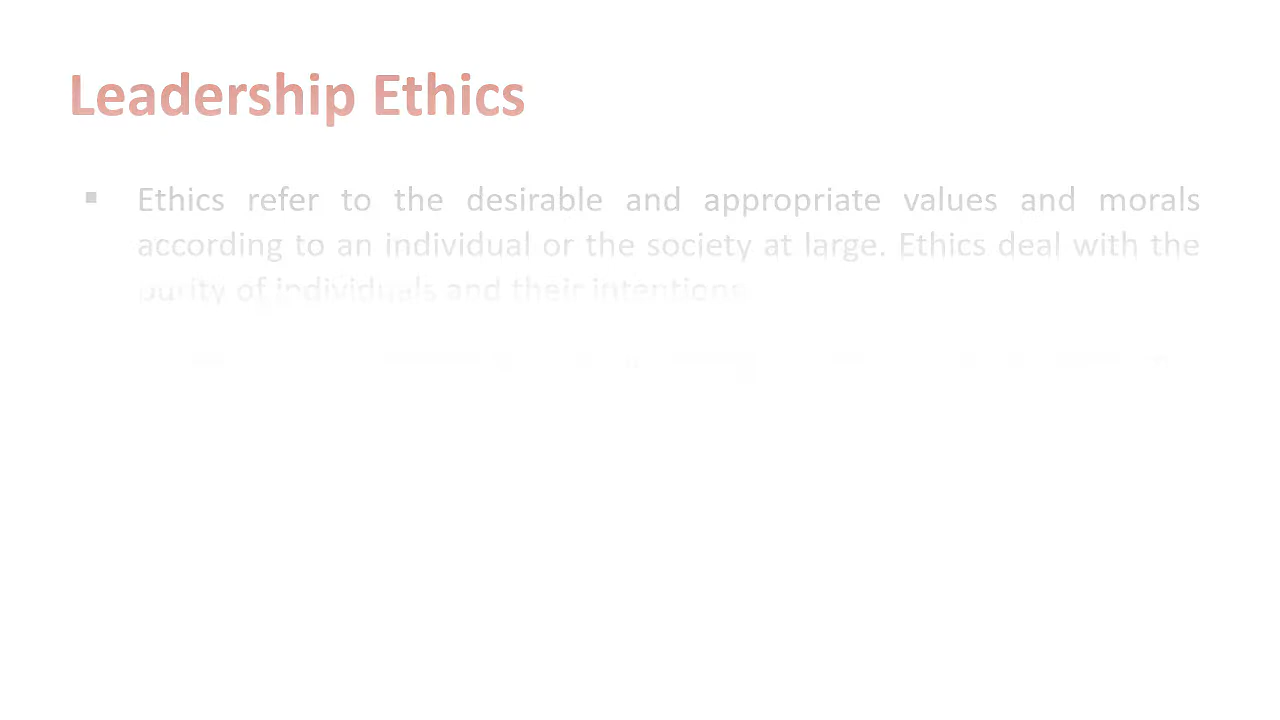 Leadership Ethics
▪ Ethics refer to the desirable and appropriate values and morals
according to an individual or the society at large. Ethics deal with the
purity of individuals and their intentions.